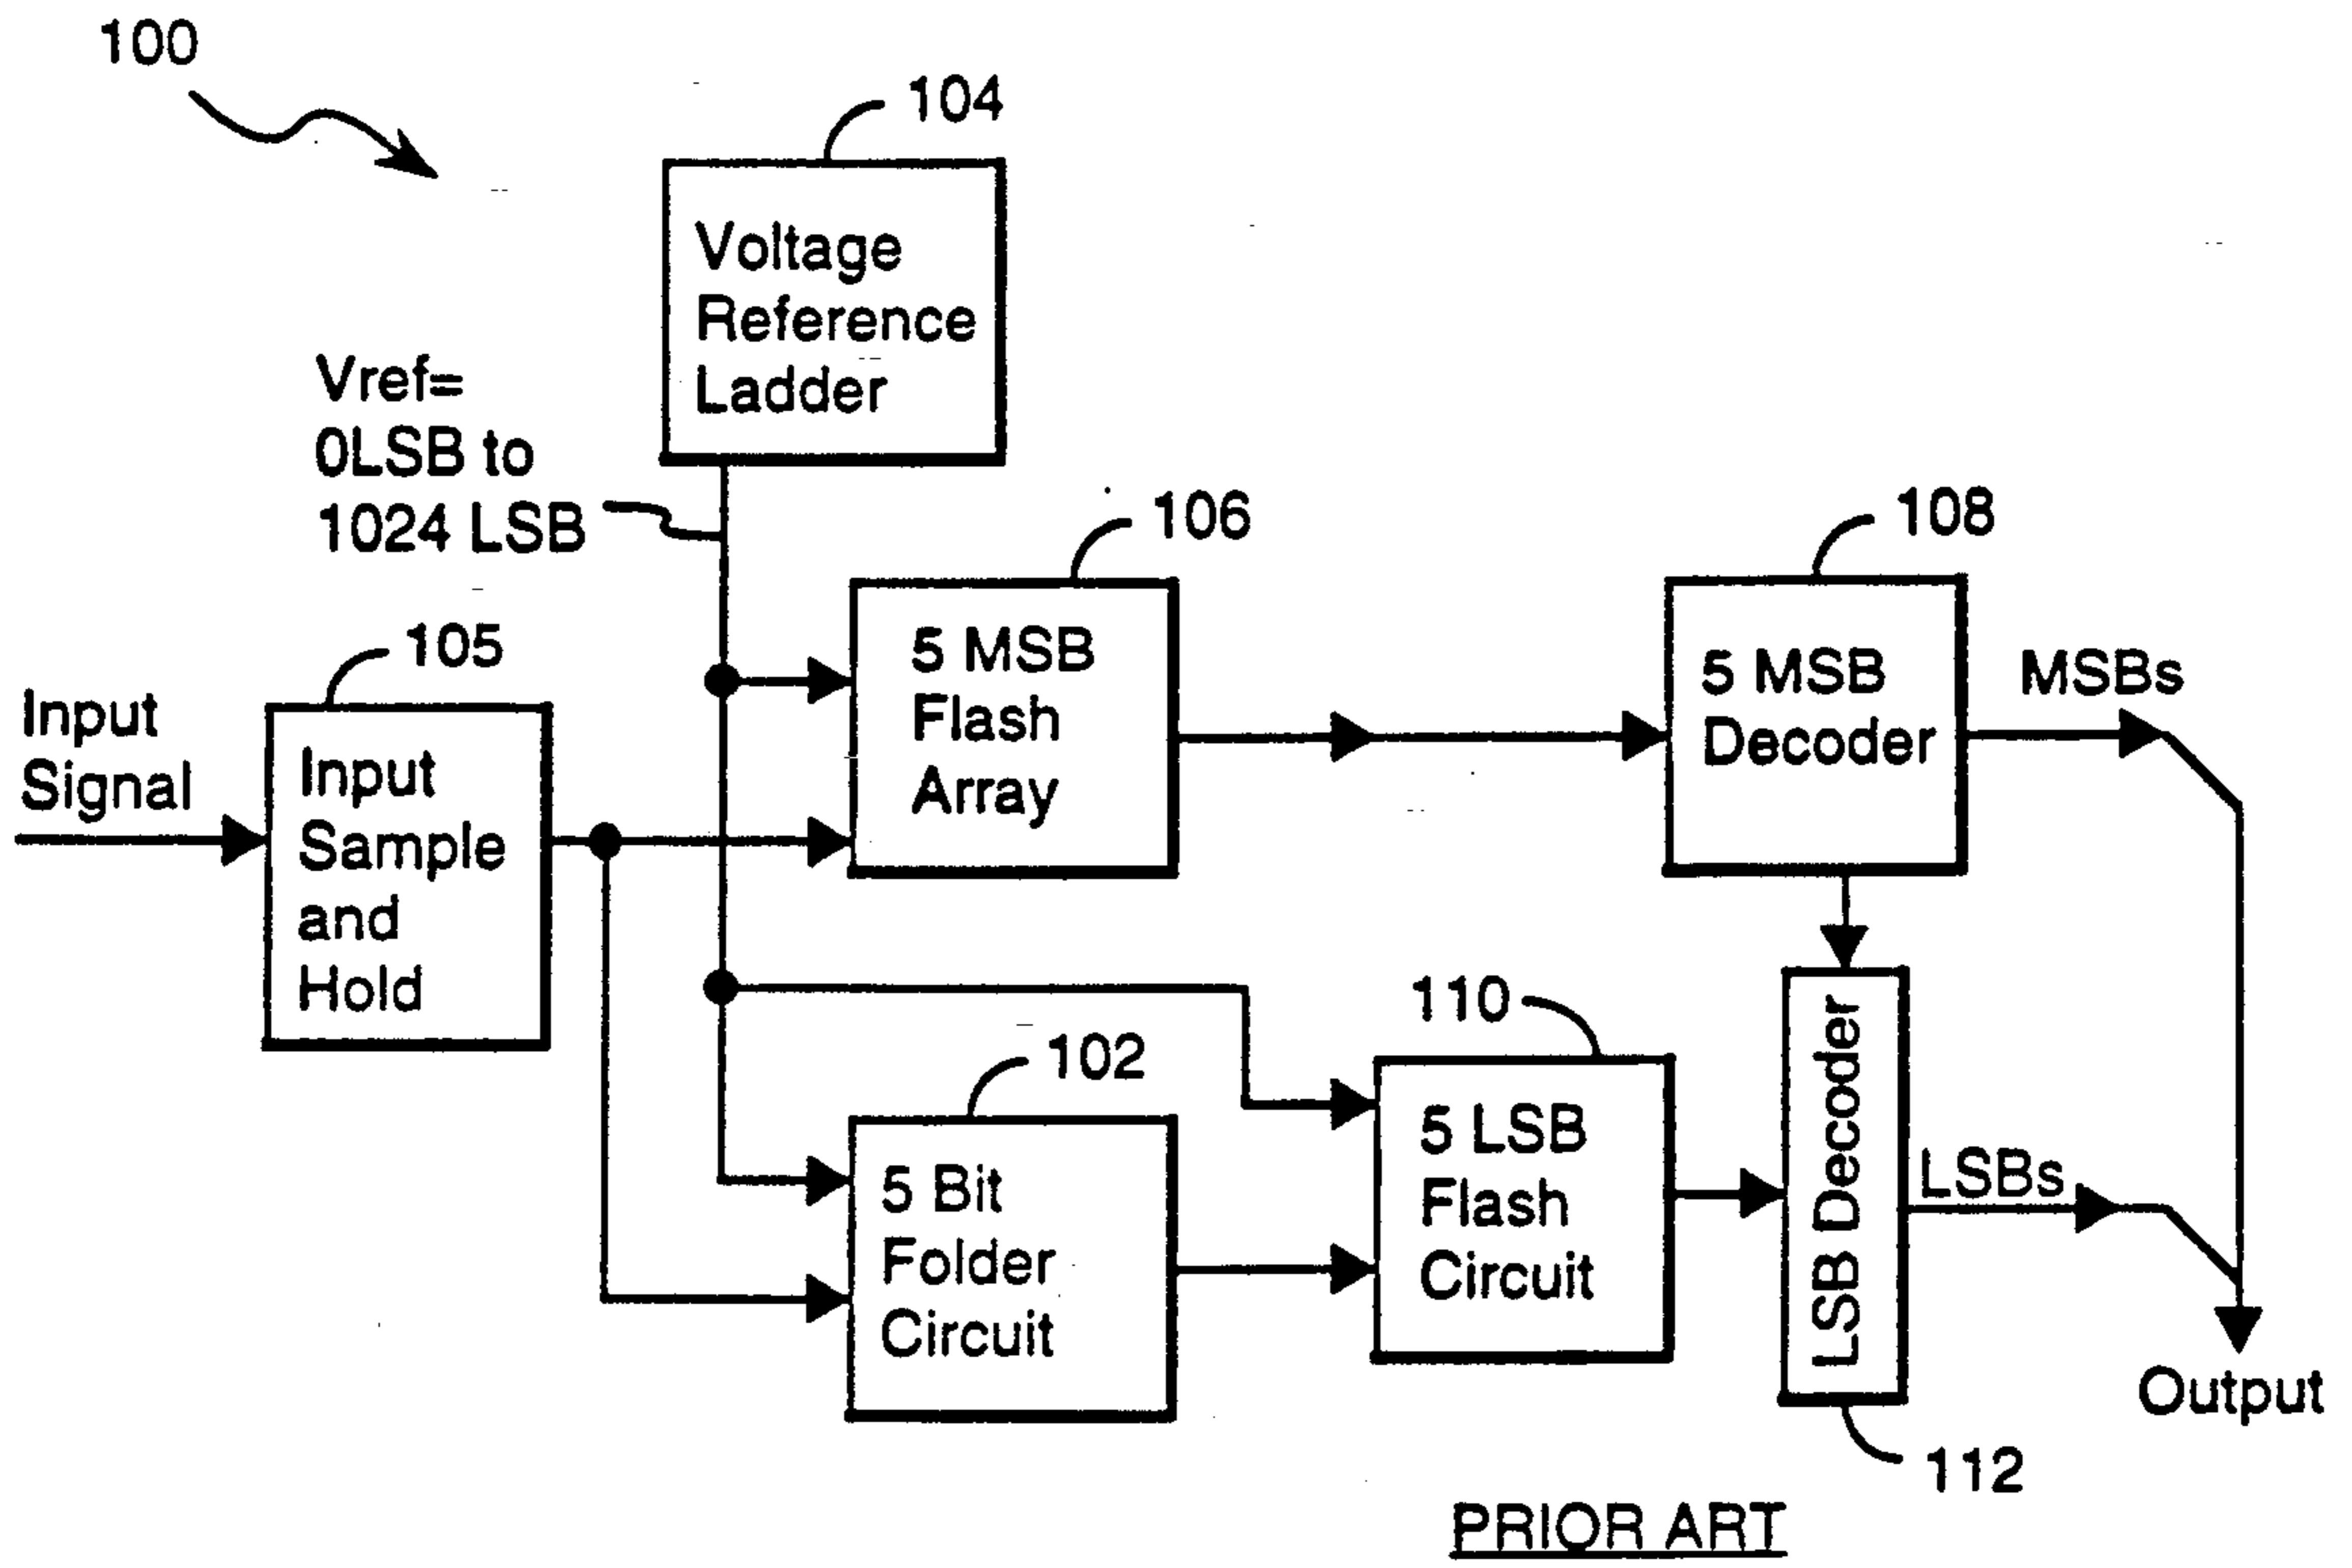 100
104
Voltage
Reference
Ladder
Vref=
0LSB to
1024 LSB
106
108
105
5 MSB
Flash
Array
5 MSB
Decoder
MSBs
Input
Signal
Input
Sample
and
Hold
110
102
5 LSB
Flash
Circuit
LSB Decoder
LSBs
5 Bit
Folder
Circuit
Output
112
PRIOR ART